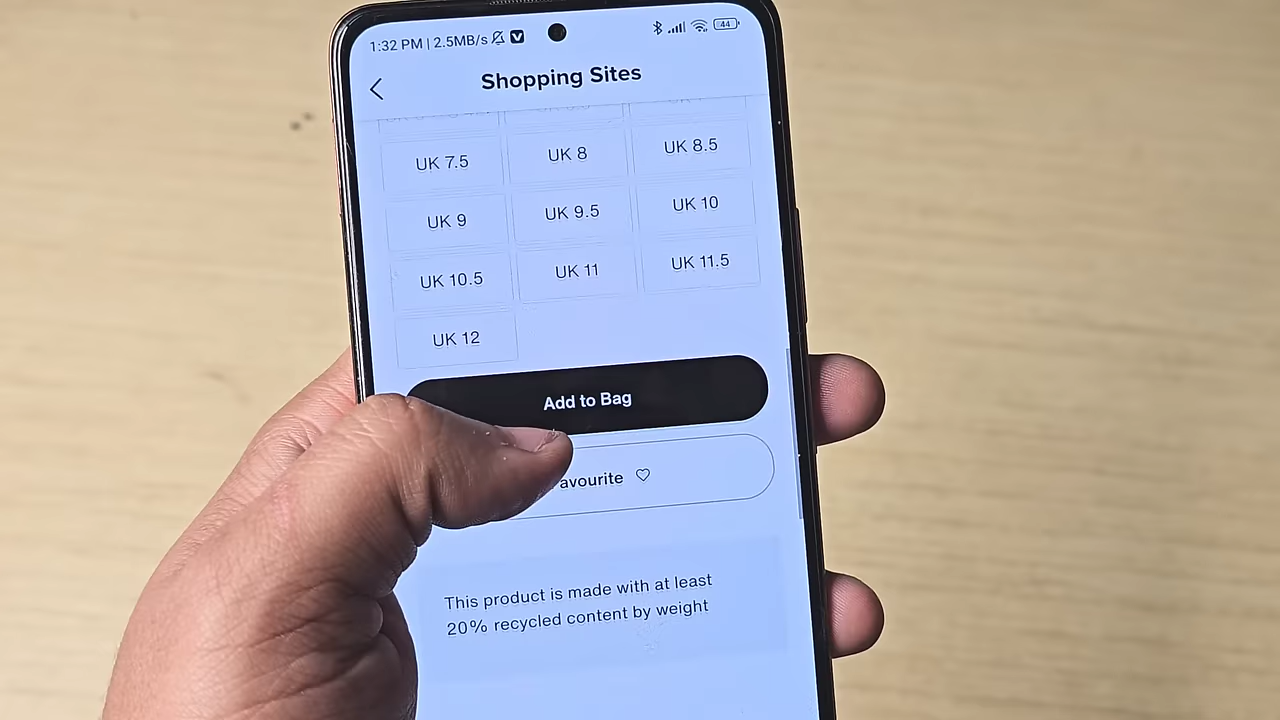 1:32 PM | 2.5MB/s 44
Shopping Sites
UK 7.5 UK 8 UK 8.5
UK 9 UK 9.5 UK 10
UK 10.5 UK 11 UK 11.5
UK 12
Add to Bag
avourite
This product is made with at least
20% recycled content by weight